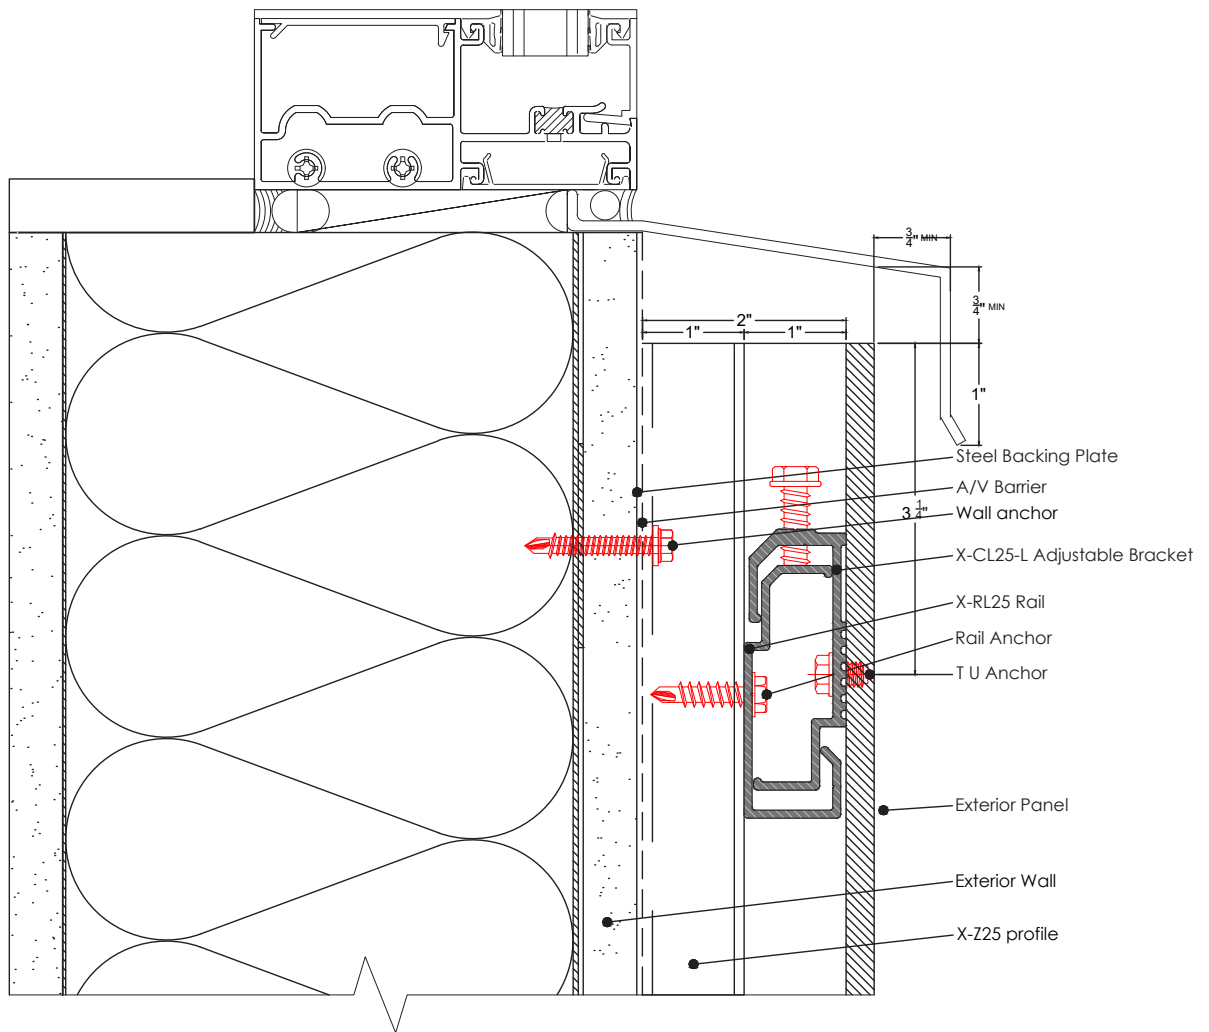 3/4" MIN
3/4" MIN
2"
1" 1"
1"
Steel Backing Plate
A/V Barrier
3 1/4"
Wall anchor
X-CL25-L Adjustable Bracket
X-RL25 Rail
Rail Anchor
T U Anchor
Exterior Panel
Exterior Wall
X-Z25 profile